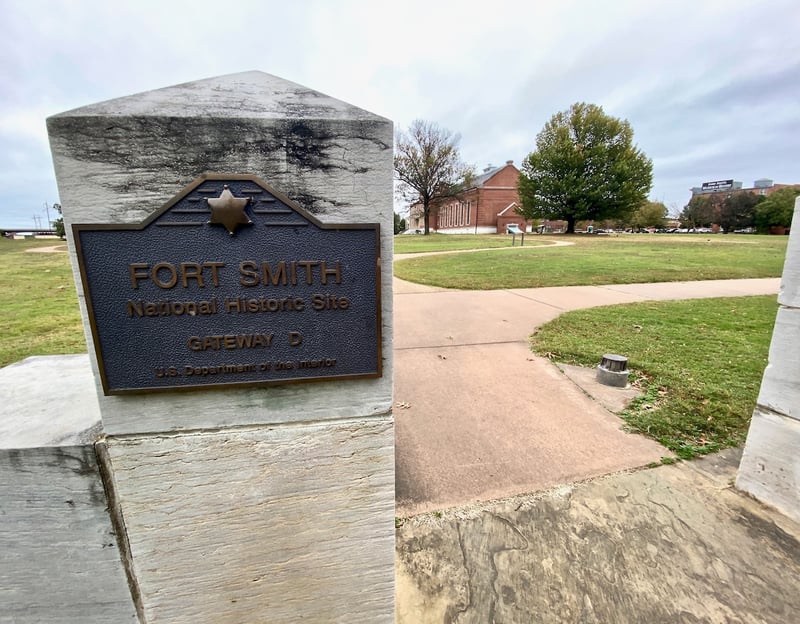 FORT SMITH
National Historic Site
GATEWAY D
U.S. Department of the Interior